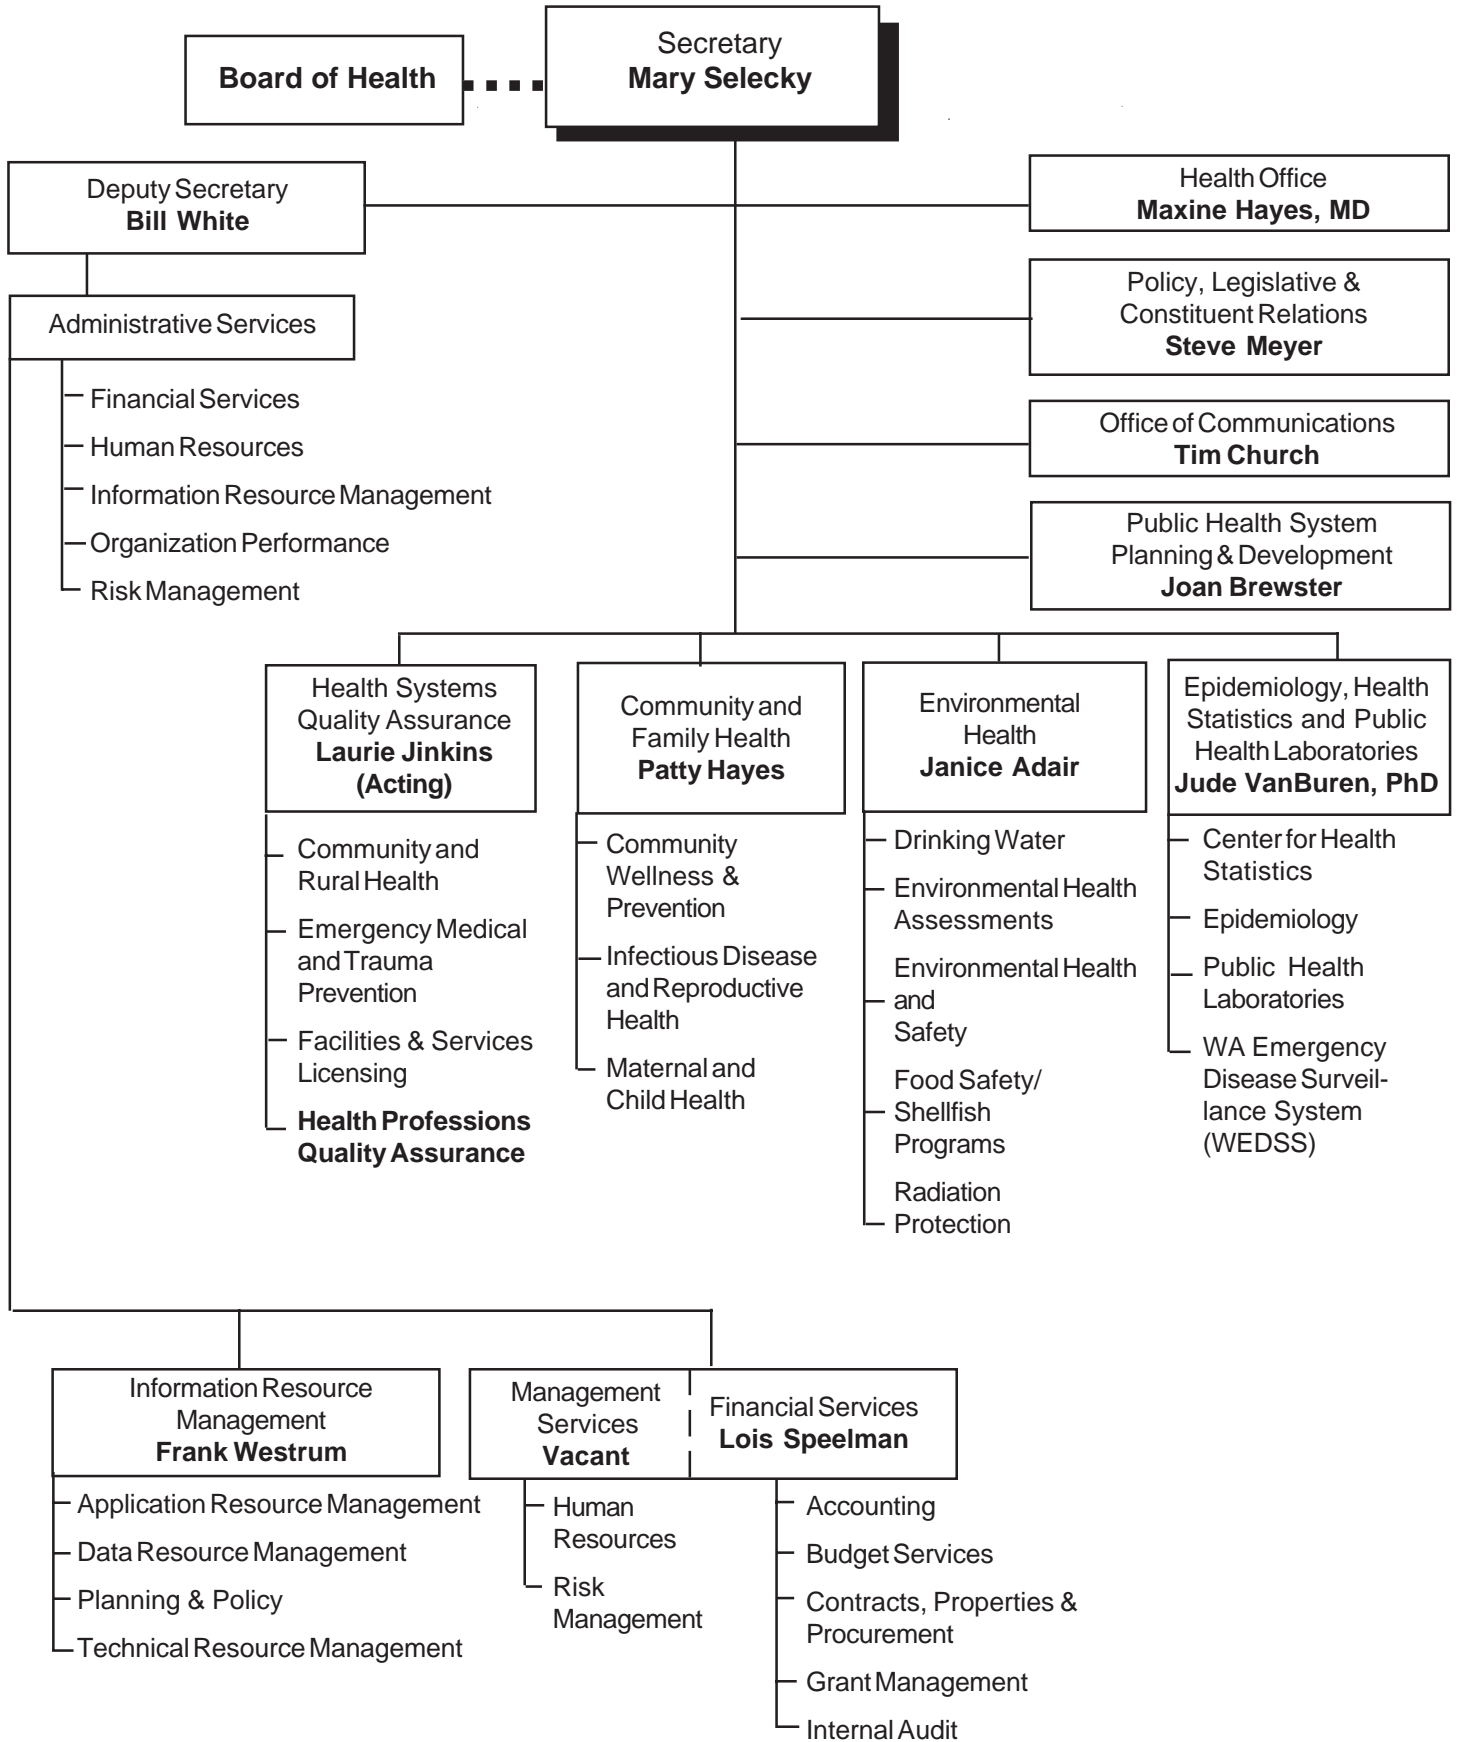 Board of Health
Secretary
Mary Selecky
Deputy Secretary
Bill White
Health Office
Maxine Hayes, MD
Policy, Legislative &
Constituent Relations
Steve Meyer
Administrative Services
Financial Services
Human Resources
Information Resource Management
Organization Performance
Risk Management
Office of Communications
Tim Church
Public Health System
Planning & Development
Joan Brewster
Health Systems
Quality Assurance
Laurie Jinkins
(Acting)
Community and
Rural Health
Emergency Medical
and Trauma
Prevention
Facilities & Services
Licensing
Health Professions
Quality Assurance
Community and
Family Health
Patty Hayes
Community
Wellness &
Prevention
Infectious Disease
and Reproductive
Health
Maternal and
Child Health
Environmental
Health
Janice Adair
Drinking Water
Environmental Health
Assessments
Environmental Health
and
Safety
Food Safety/
Shellfish
Programs
Radiation
Protection
Epidemiology, Health
Statistics and Public
Health Laboratories
Jude VanBuren, PhD
Center for Health
Statistics
Epidemiology
Public Health
Laboratories
WA Emergency
Disease Surveil-
lance System
(WEDSS)
Information Resource
Management
Frank Westrum
Application Resource Management
Data Resource Management
Planning & Policy
Technical Resource Management
Management
Services
Vacant
Human
Resources
Risk
Management
Financial Services
Lois Speelman
Accounting
Budget Services
Contracts, Properties &
Procurement
Grant Management
Internal Audit